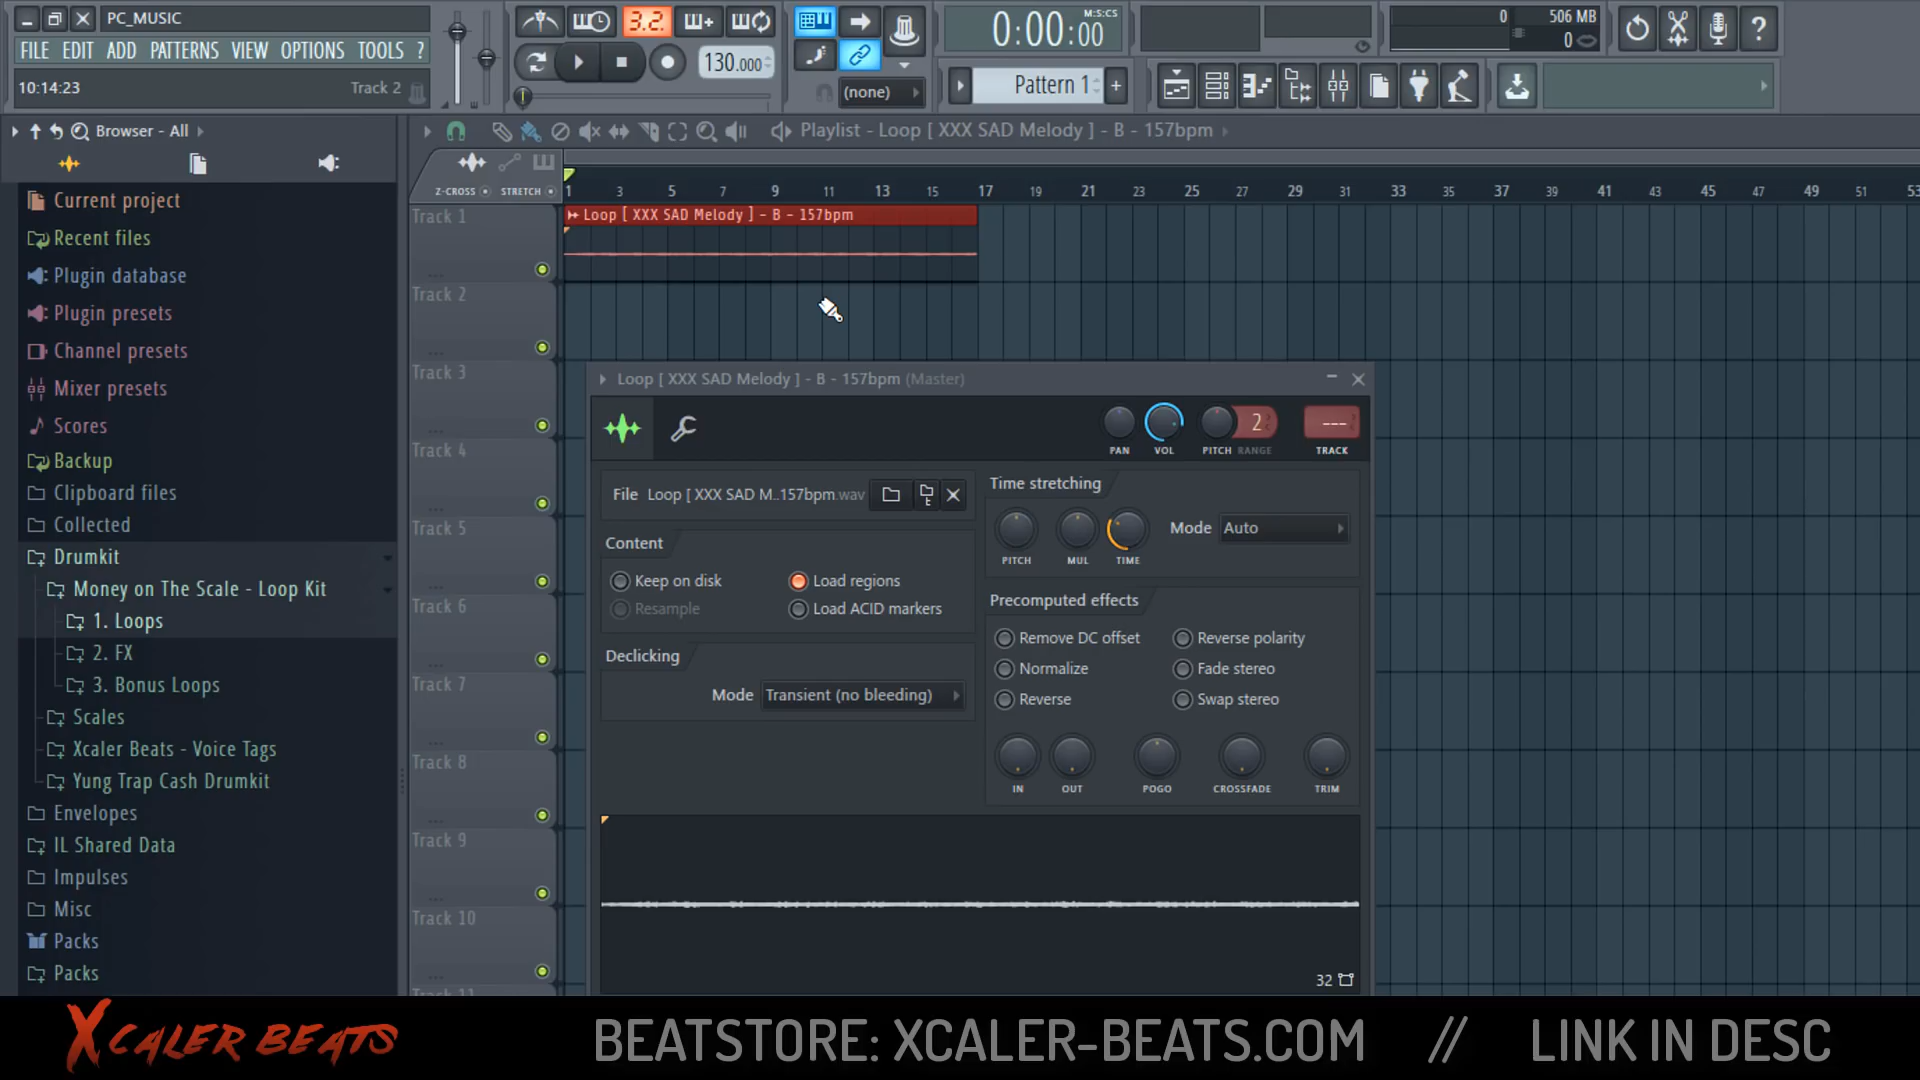 PC_MUSIC
FILE EDIT ADD PATTERNS VIEW OPTIONS TOOLS ?
10:14:23 Track 2
3.2
130.000
(none)
0:00:00 M:S:CS
Pattern 1
0 506 MB
0
?
Browser - All
Current project
Recent files
Plugin database
Plugin presets
Channel presets
Mixer presets
Scores
Backup
Clipboard files
Collected
Drumkit
Money on The Scale - Loop Kit
1. Loops
2. FX
3. Bonus Loops
Scales
Xcaler Beats - Voice Tags
Yung Trap Cash Drumkit
Envelopes
IL Shared Data
Impulses
Misc
Packs
Packs
Playlist - Loop [ XXX SAD Melody ] - B - 157bpm
Z-CROSS STRETCH
1 3 5 7 9 11 13 15 17 19 21 23 25 27 29 31 33 35 37 39 41 43 45 47 49 51 53
Track 1
Loop [ XXX SAD Melody ] - B - 157bpm
Track 2
Track 3
Track 4
Track 5
Track 6
Track 7
Track 8
Track 9
Track 10
Track 11
Loop [ XXX SAD Melody ] - B - 157bpm (Master)
2 ---
PAN VOL PITCH RANGE TRACK
File Loop [ XXX SAD M..157bpm.wav
Content
Keep on disk Load regions
Resample Load ACID markers
Declicking
Mode Transient (no bleeding)
Time stretching
Mode Auto
PITCH MUL TIME
Precomputed effects
Remove DC offset Reverse polarity
Normalize Fade stereo
Reverse Swap stereo
IN OUT POGO CROSSFADE TRIM
32
XCALER BEATS
BEATSTORE: XCALER-BEATS.COM // LINK IN DESC